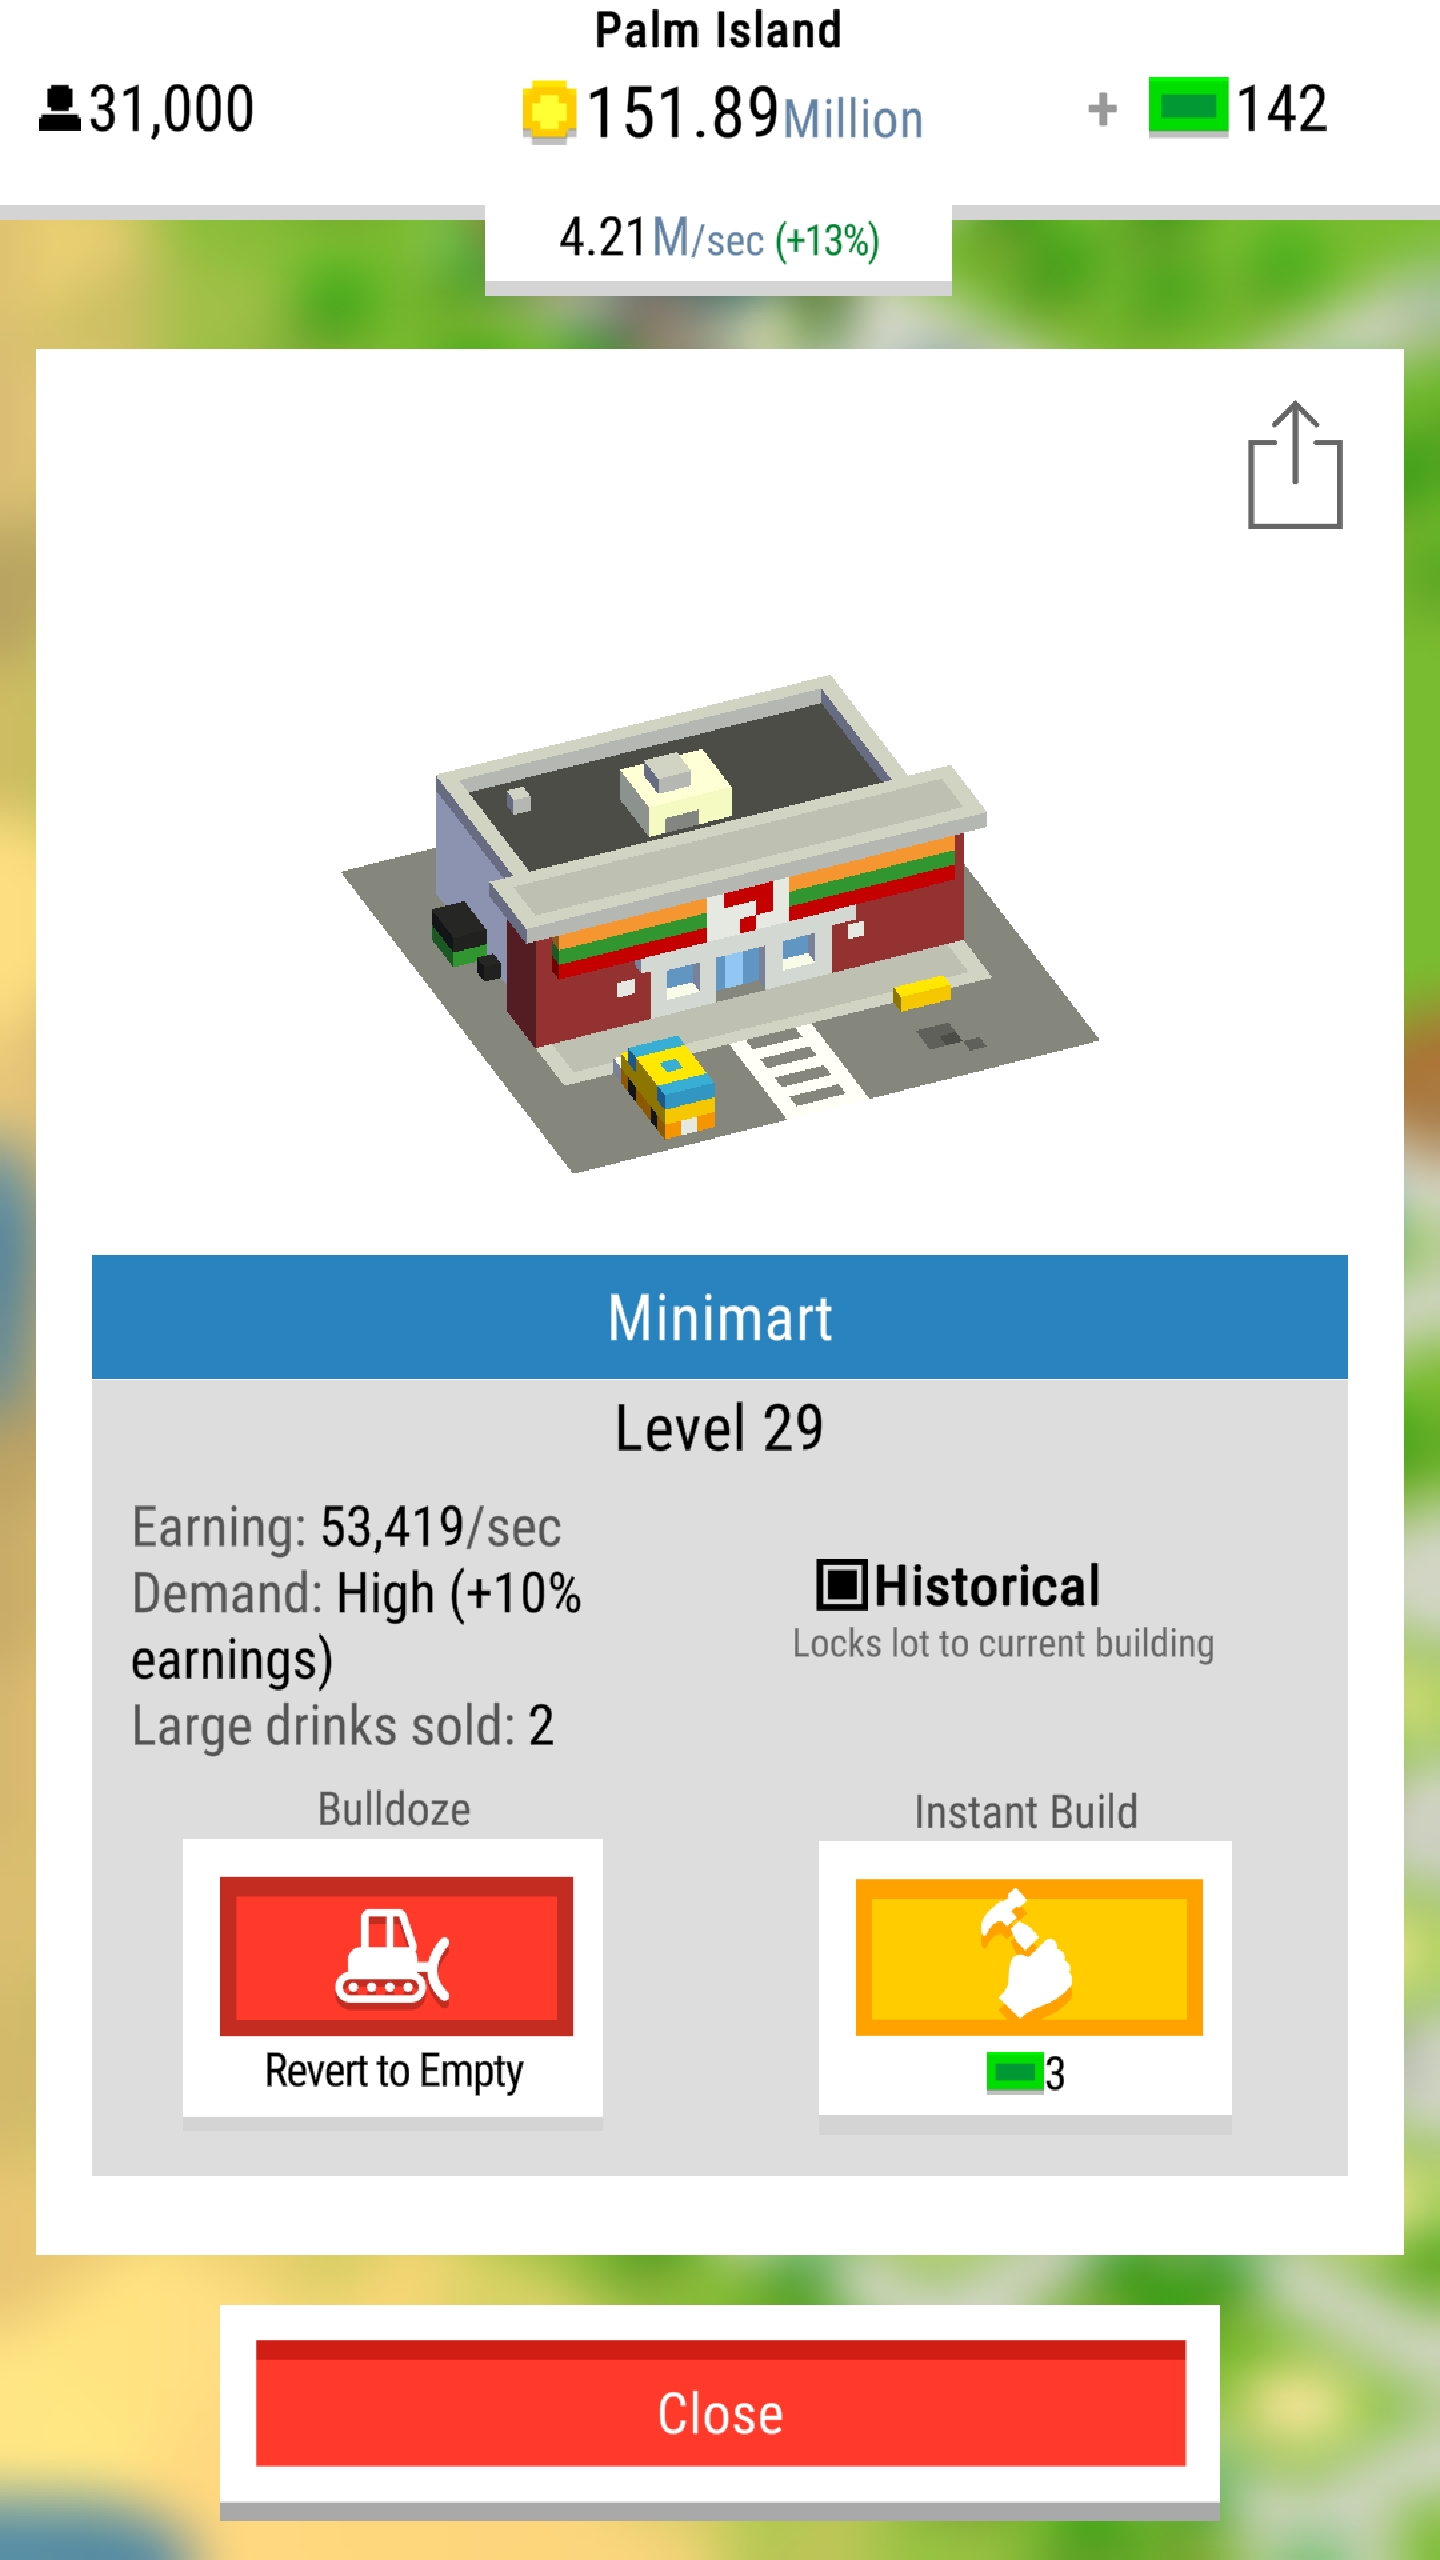 Palm Island
31,000
151.89Million
+ 142
4.21M/sec (+13%)
7
Minimart
Level 29
Earning: 53,419/sec
Demand: High (+10%
earnings)
Large drinks sold: 2
Historical
Locks lot to current building
Bulldoze
Revert to Empty
Instant Build
3
Close